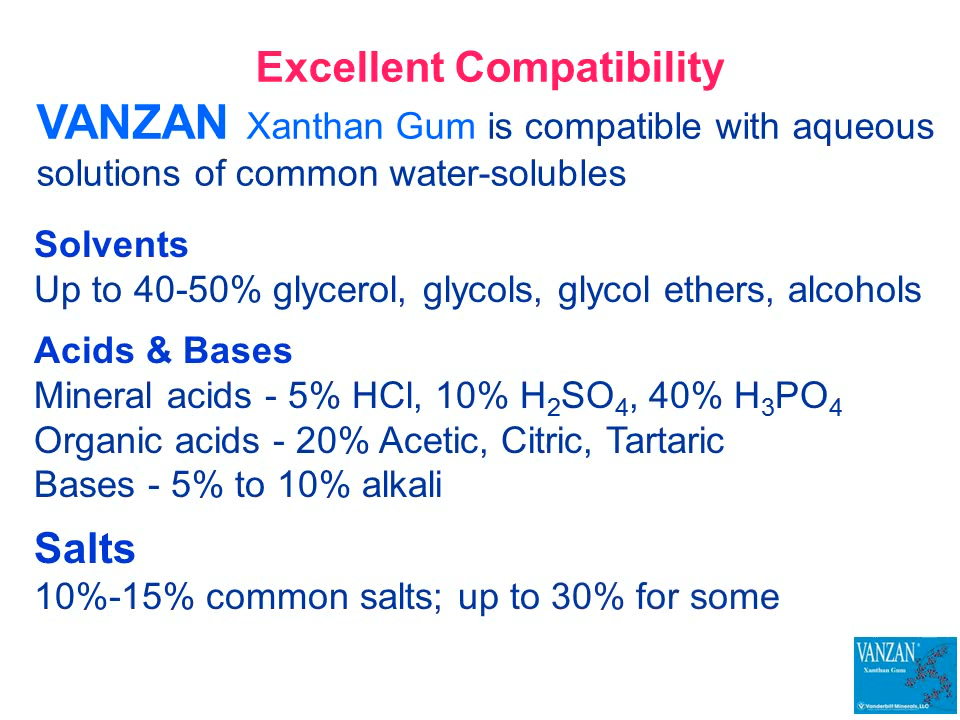 Excellent Compatibility
VANZAN Xanthan Gum is compatible with aqueous
solutions of common water-solubles
Solvents
Up to 40-50% glycerol, glycols, glycol ethers, alcohols
Acids & Bases
Mineral acids - 5% HCl, 10% H₂SO₄, 40% H₃PO₄
Organic acids - 20% Acetic, Citric, Tartaric
Bases - 5% to 10% alkali
Salts
10%-15% common salts; up to 30% for some
VANZAN®
Xanthan Gum
Vanderbilt Minerals, LLC